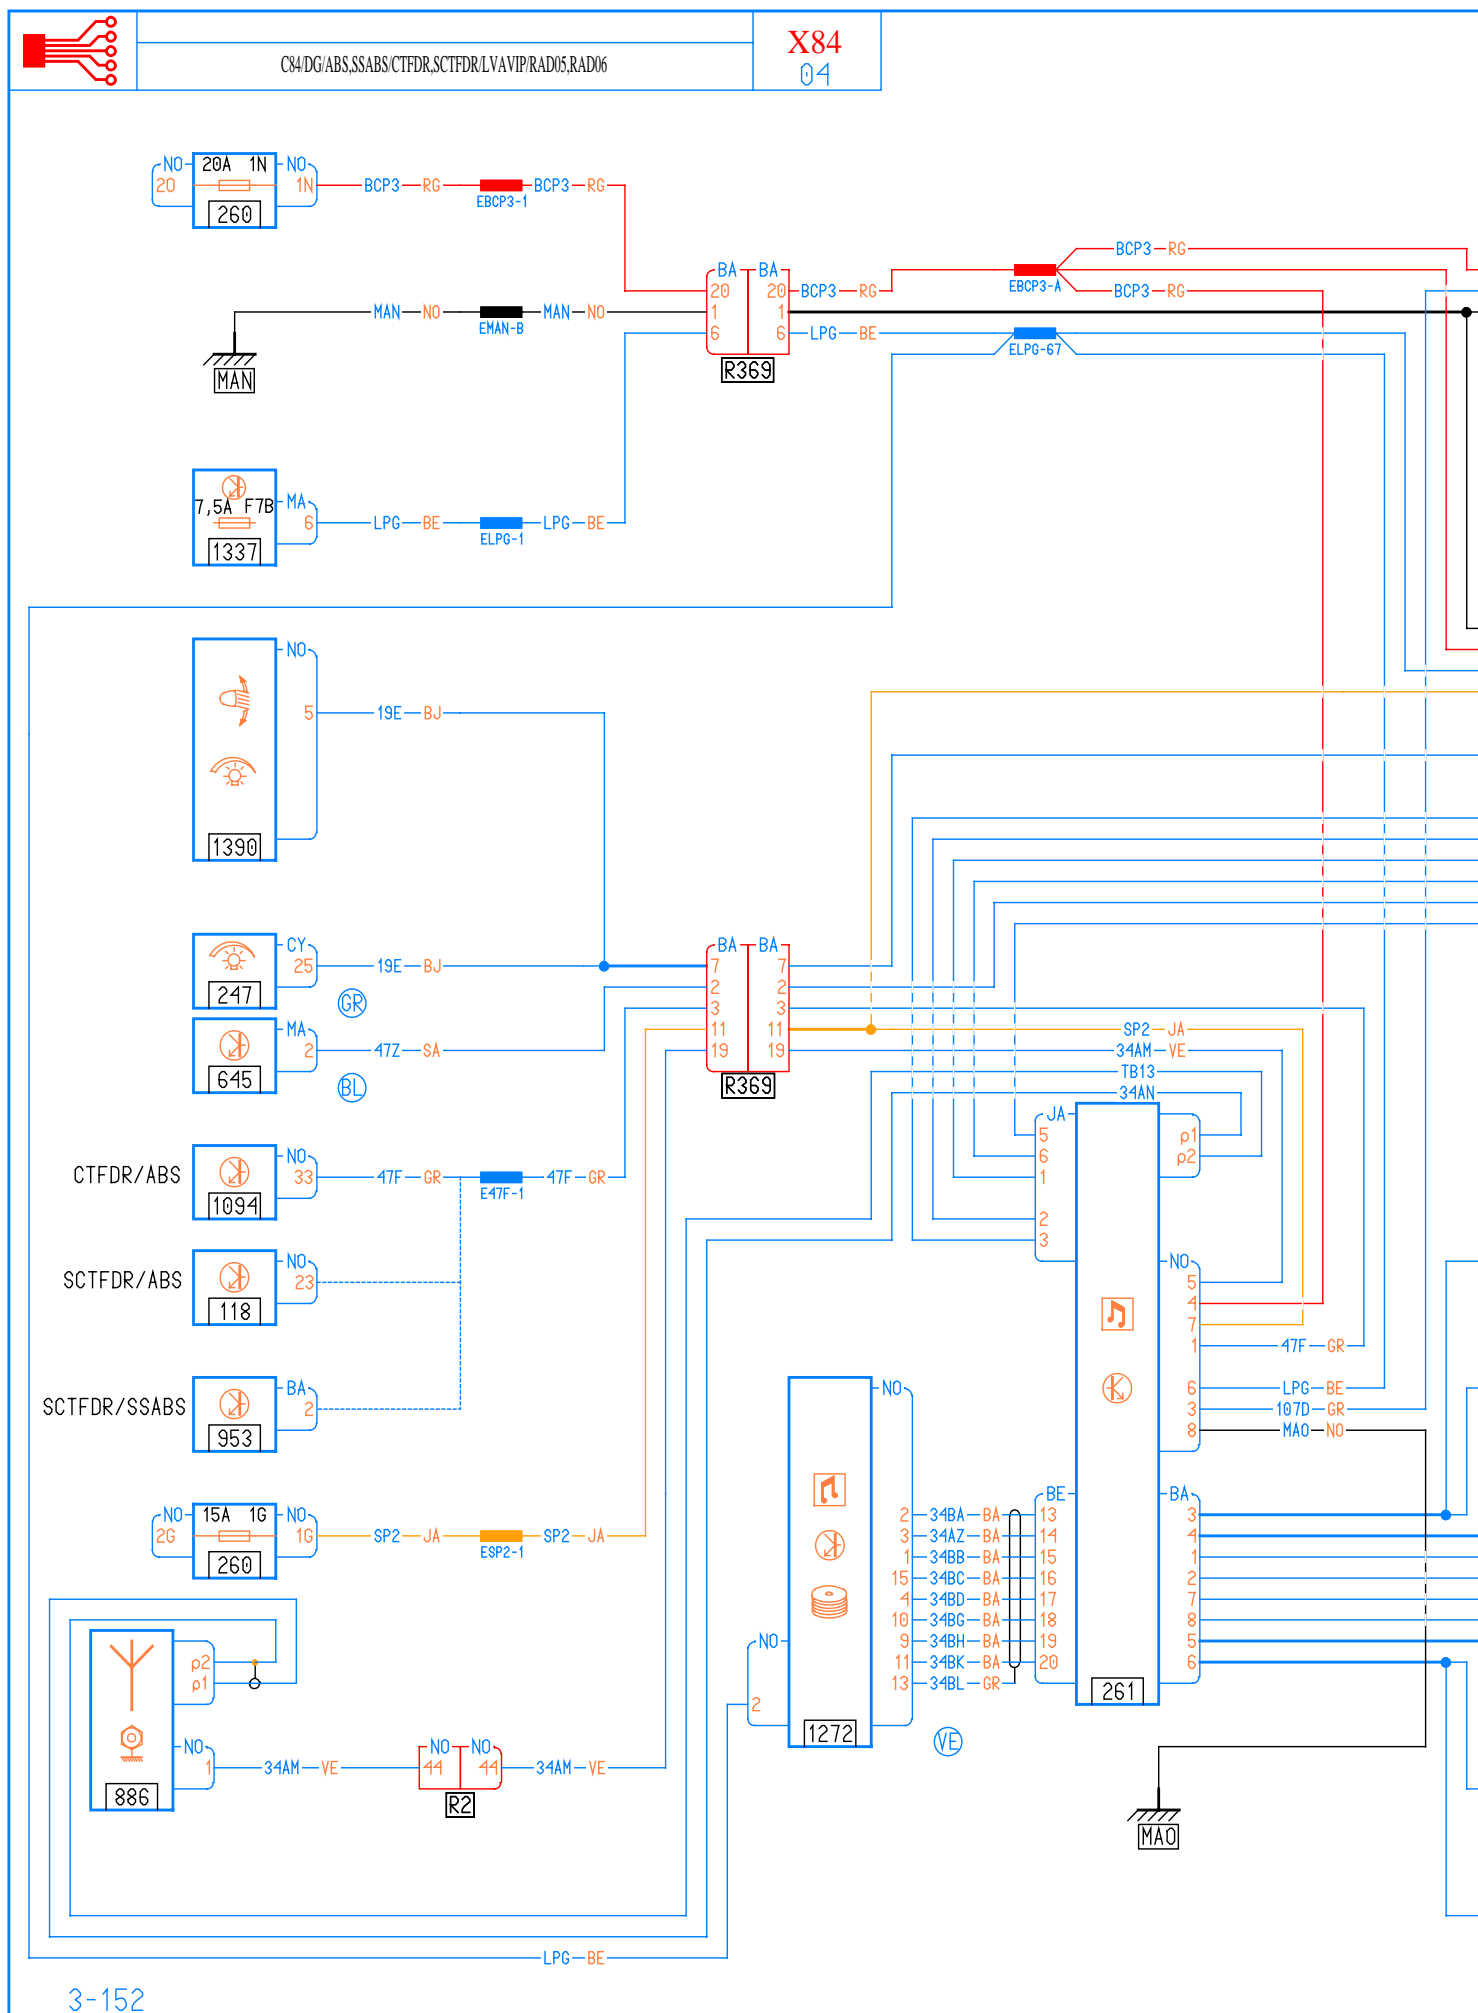 X84
C84/DG/ABS,SSABS/CTFDR,SCTFDR/LVAVIP/RAD05,RAD06
04
NO 20A 1N NO
20 1N BCP3 RG BCP3 RG
260 EBCP3-1
BCP3 RG
BA BA
20 20 BCP3 RG EBCP3-A BCP3 RG
MAN NO MAN NO 1 1
EMAN-B 6 6 LPG BE
ELPG-67
MAN R369
7,5A F7B MA
6 LPG BE LPG BE
1337 ELPG-1
NO
5 19E BJ
1390
CY BA BA
25 19E BJ 7 7
247 GR 2 2
3 3
MA 11 11 SP2 JA
2 47Z SA 19 19 34AM VE
645 BL R369 TB13
34AN
JA
5 p1
6 p2
1
2
3
NO
CTFDR/ABS 33 47F GR 47F GR
1094 E47F-1
NO
SCTFDR/ABS 23
118
NO
5
4
7
1 47F GR
6 LPG BE
3 107D GR
8 MAO NO
BA
SCTFDR/SSABS 2
953
NO
NO 15A 1G NO
2G 1G SP2 JA SP2 JA
260 ESP2-1
BE BA
2 34BA BA 13 3
3 34AZ BA 14 4
1 34BB BA 15 1
15 34BC BA 16 2
4 34BD BA 17 7
10 34BG BA 18 8
NO 9 34BH BA 19 5
11 34BK BA 20 6
13 34BL GR
2
261
1272 VE
p2
p1
NO NO NO
1 34AM VE 44 44 34AM VE
886 R2
MAO
LPG BE
3-152